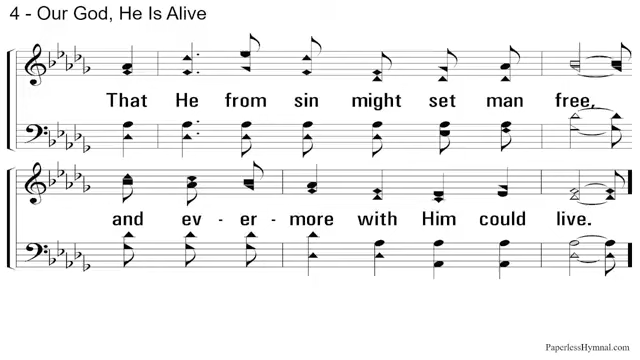 4 - Our God, He Is Alive
That He from sin might set man free,
and ev - er - more with Him could live.
PaperlessHymnal.com